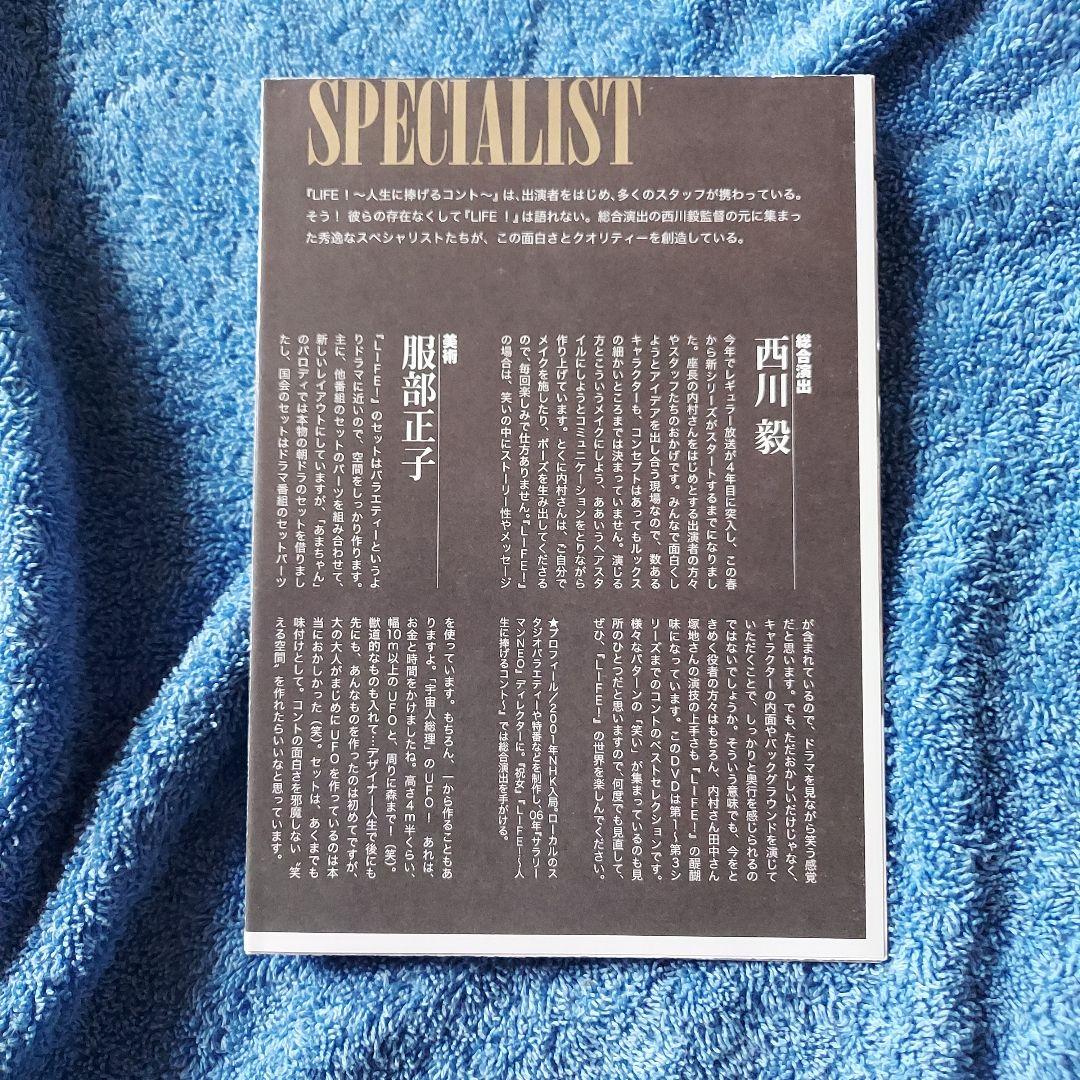 SPECIALIST
『LIFE！～人生に捧げるコント～』は、出演者をはじめ、多くのスタッフが携わっている。
そう！ 彼らの存在なくして『LIFE！』は語れない。総合演出の西川毅監督の元に集まっ
た秀逸なスペシャリストたちが、この面白さとクオリティーを創造している。
総合演出
西川 毅
今年でレギュラー放送が４年目に突入し、この春
から新シリーズがスタートするまでになりまし
た。座長の内村さんをはじめとする出演者の方々
やスタッフたちのおかげです。みんなで面白くし
ようとアイデアを出し合う現場なので、数ある
キャラクターも、コンセプトはあってもルックス
の細かいところまでは決まっていません。演じる
方とこういうメイクにしよう、ああいうヘアスタ
イルにしようとコミュニケーションをとりながら
作り上げています。とくに内村さんは、ご自分で
メイクを施したり、ポーズを生み出してくださる
ので、毎回楽しみで仕方ありません。『ＬＩＦＥ！』
の場合は、笑いの中にストーリー性やメッセージ
が含まれているので、ドラマを見ながら笑う感覚
だと思います。でも、ただおかしいだけじゃなく、
キャラクターの内面やバックグラウンドを演じて
いただくことで、しっかりと奥行を感じられるの
ではないでしょうか。そういう意味でも、今をと
きめく役者の方々はもちろん、内村さん田中さん
塚地さんの演技の上手さも『ＬＩＦＥ！』の醍醐
味になっています。このＤＶＤは第１～第３シ
リーズまでのコントのベストセレクションです。
様々なパターンの「笑い」が集まっているのも見
所のひとつだと思いますので、何度でも見直して、
ぜひ、『ＬＩＦＥ！』の世界を楽しんでください。
★プロフィール／２００１年ＮＨＫ入局。ローカルのス
タジオバラエティーや特番などを制作し、'06年『サラリー
マンＮＥＯ』ディレクターに。『祝女』『ＬＩＦＥ！～人
生に捧げるコント～』では総合演出を手がける。
美術
服部正子
『ＬＩＦＥ！』のセットはバラエティーというよ
りドラマに近いので、空間をしっかり作ります。
主に、他番組のセットのパーツを組み合わせて、
新しいレイアウトにしていますが、「あまちゃん」
のパロディでは本物の朝ドラのセットを借りまし
たし、国会のセットはドラマ番組のセットパーツ
を使っています。もちろん、一から作ることもあ
りますよ。「宇宙人総理」のＵＦＯ！ あれは、
お金と時間をかけましたね。高さ４ｍ半くらい、
幅10ｍ以上のＵＦＯと、周りに森まで！（笑）。
獣道的なものも入れて…デザイナー人生で後にも
先にも、あんなものを作ったのは初めてですが、
大の大人がまじめにＵＦＯを作っているのは本
当におかしかった（笑）。セットは、あくまでも
味付けとして。コントの面白さを邪魔しない〝笑
える空間〟を作れたらいいなと思っています。